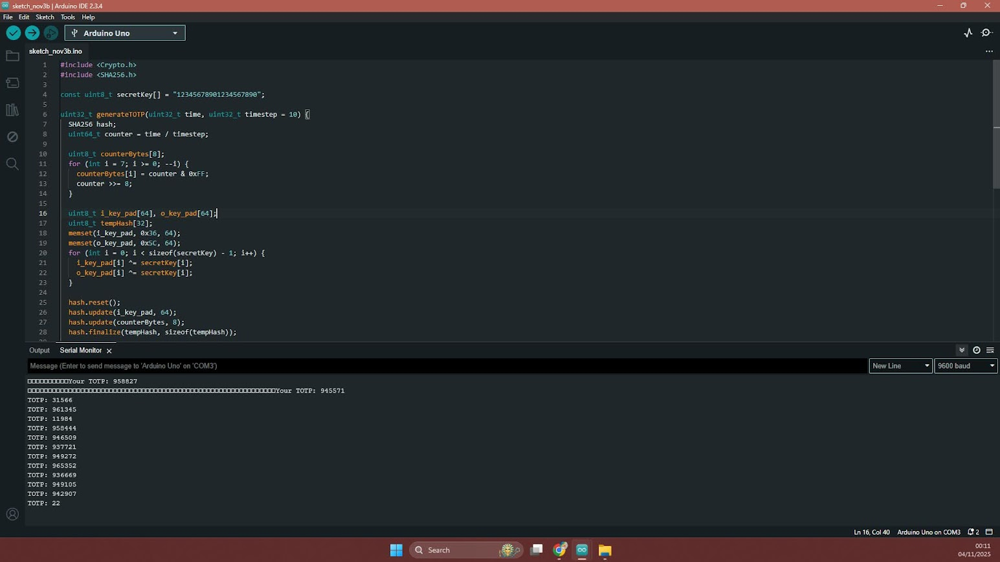 sketch_nov3b | Arduino IDE 2.3.4
File Edit Sketch Tools Help
Arduino Uno
sketch_nov3b.ino
1 #include <Crypto.h>
2 #include <SHA256.h>
3
4 const uint8_t secretKey[] = "12345678901234567890";
5
6 uint32_t generateTOTP(uint32_t time, uint32_t timestep = 10) {
7 SHA256 hash;
8 uint64_t counter = time / timestep;
9
10 uint8_t counterBytes[8];
11 for (int i = 7; i >= 0; --i) {
12 counterBytes[i] = counter & 0xFF;
13 counter >>= 8;
14 }
15
16 uint8_t i_key_pad[64], o_key_pad[64];
17 uint8_t tempHash[32];
18 memset(i_key_pad, 0x36, 64);
19 memset(o_key_pad, 0x5C, 64);
20 for (int i = 0; i < sizeof(secretKey) - 1; i++) {
21 i_key_pad[i] ^= secretKey[i];
22 o_key_pad[i] ^= secretKey[i];
23 }
24
25 hash.reset();
26 hash.update(i_key_pad, 64);
27 hash.update(counterBytes, 8);
28 hash.finalize(tempHash, sizeof(tempHash));
Output Serial Monitor
Message (Enter to send message to 'Arduino Uno' on 'COM3') New Line 9600 baud
Your TOTP: 958827
Your TOTP: 945571
TOTP: 31566
TOTP: 961345
TOTP: 11984
TOTP: 958444
TOTP: 946509
TOTP: 937721
TOTP: 949272
TOTP: 965352
TOTP: 936669
TOTP: 949105
TOTP: 942907
TOTP: 22
Ln 16, Col 40 Arduino Uno on COM3 2
Search
00:11
04/11/2025